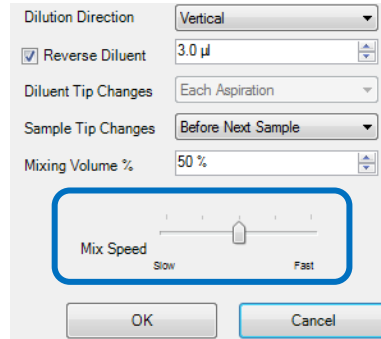 Dilution Direction Vertical
Reverse Diluent 3.0 µl
Diluent Tip Changes Each Aspiration
Sample Tip Changes Before Next Sample
Mixing Volume % 50 %
Mix Speed
Slow Fast
OK Cancel